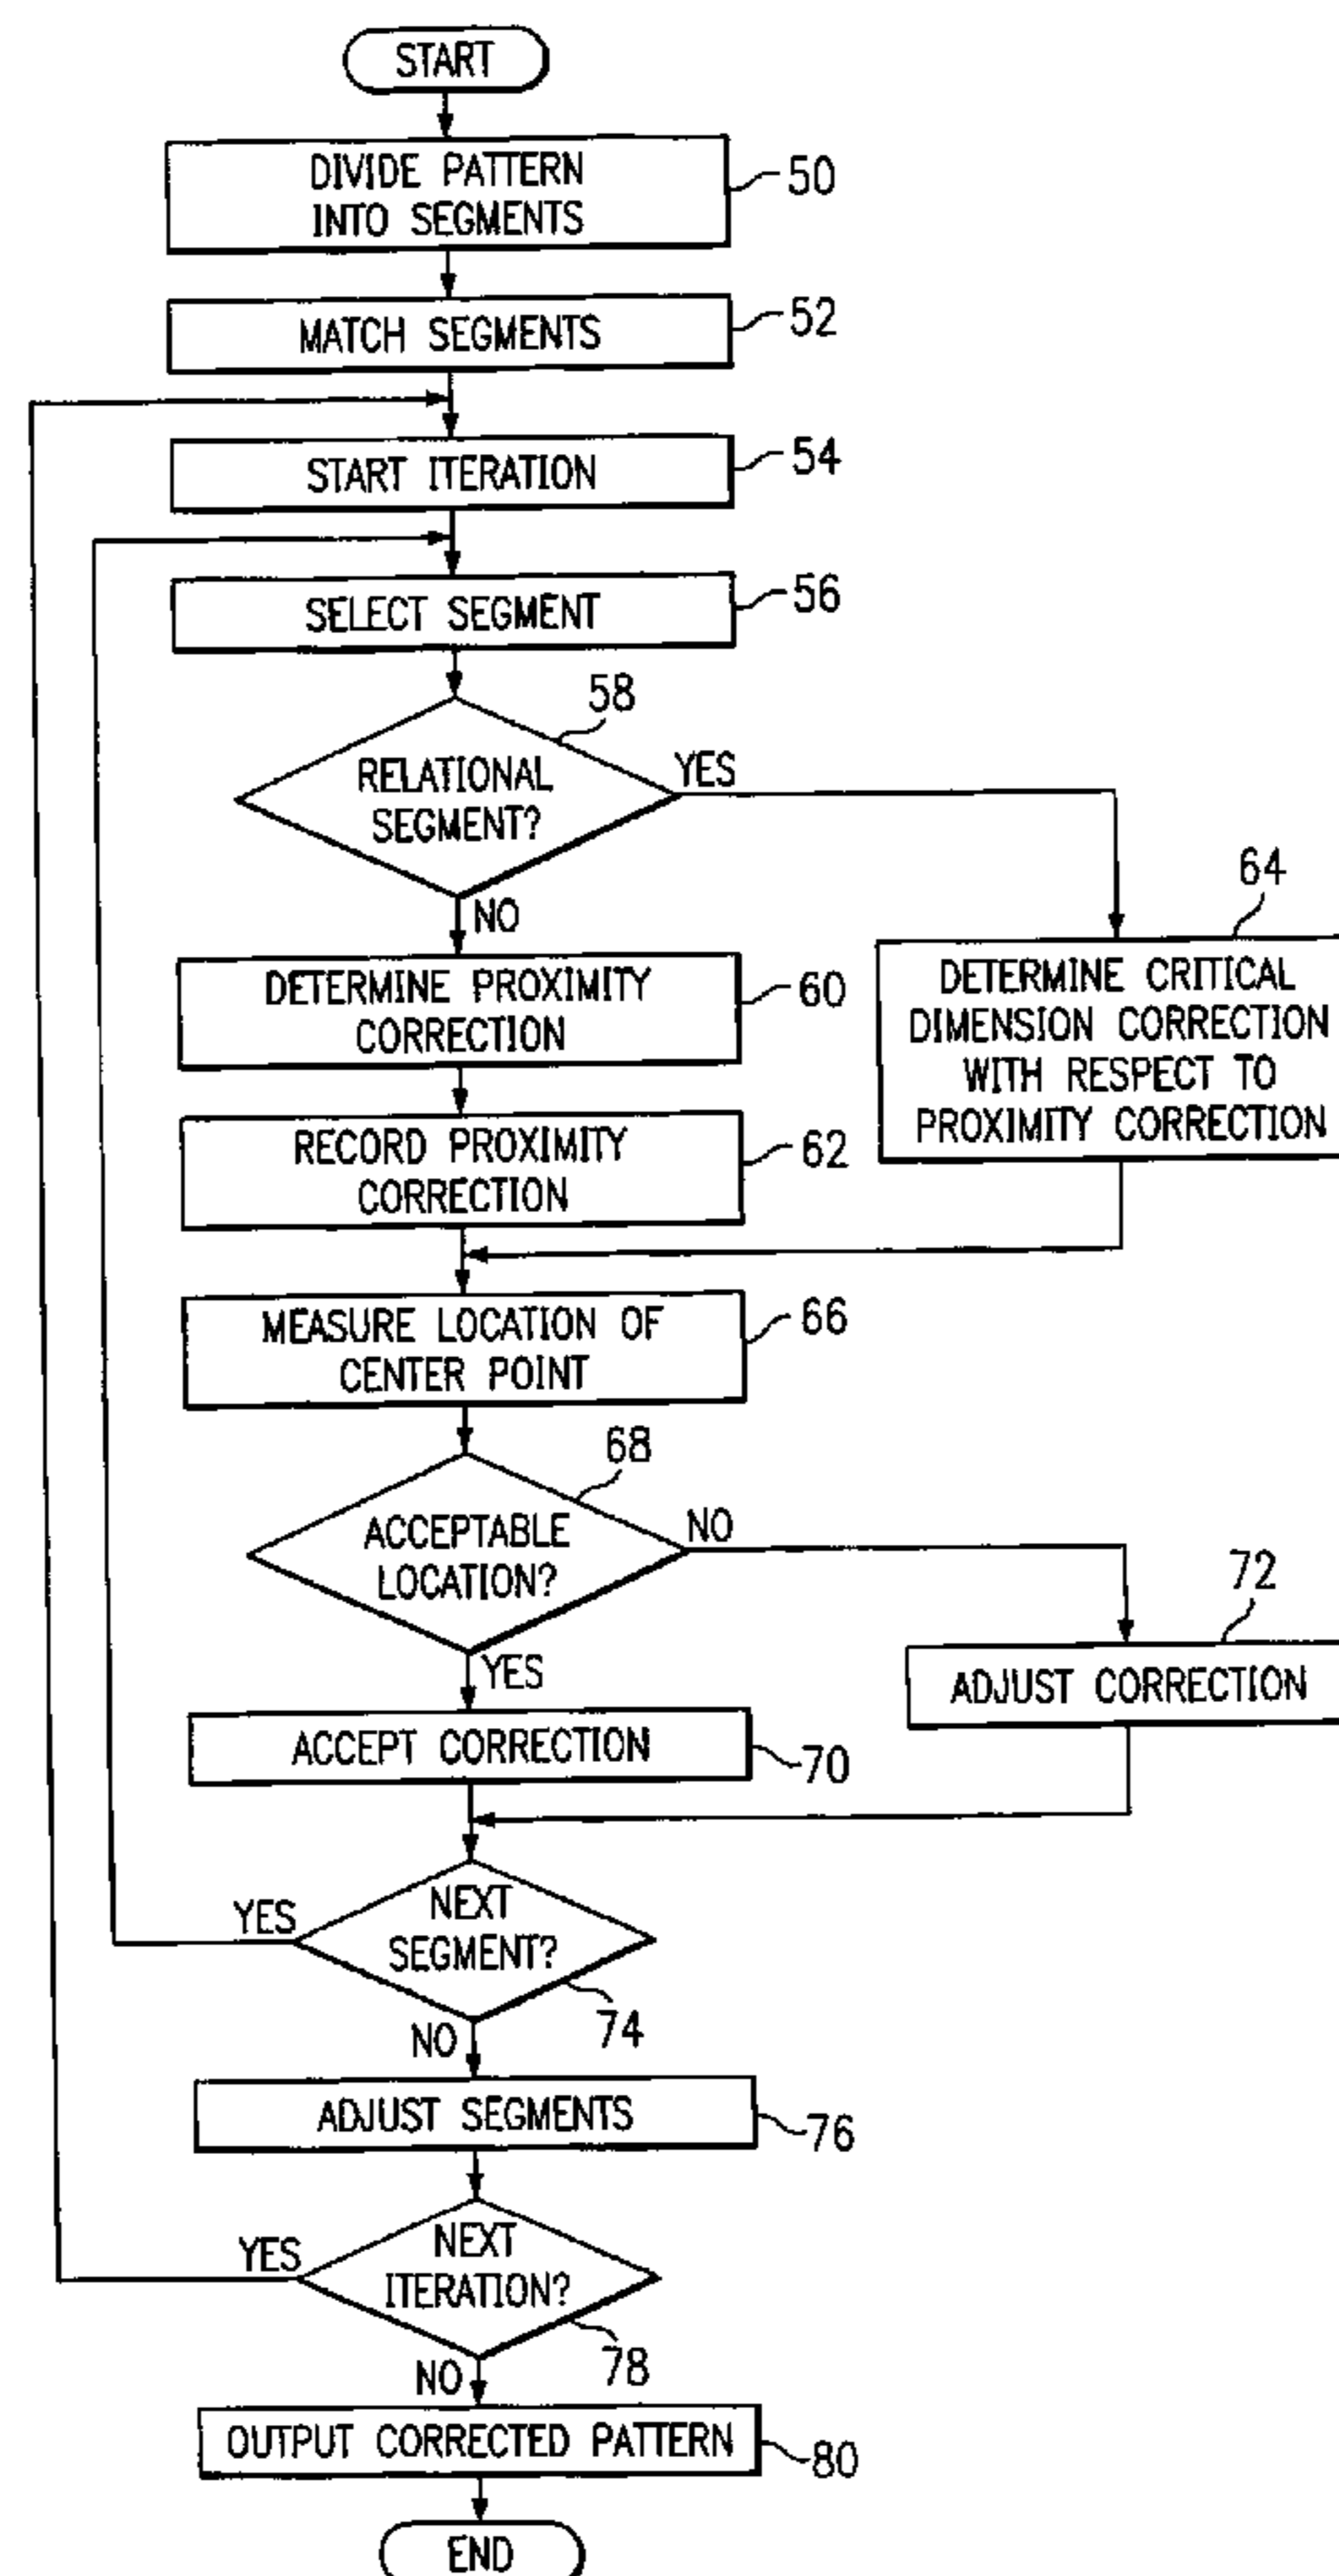 START
DIVIDE PATTERN
INTO SEGMENTS
50
MATCH SEGMENTS
52
START ITERATION
54
SELECT SEGMENT
56
58
RELATIONAL
SEGMENT?
YES
NO
64
DETERMINE PROXIMITY
CORRECTION
60
DETERMINE CRITICAL
DIMENSION CORRECTION
WITH RESPECT TO
PROXIMITY CORRECTION
RECORD PROXIMITY
CORRECTION
62
MEASURE LOCATION OF
CENTER POINT
66
68
ACCEPTABLE
LOCATION?
NO
YES
72
ADJUST CORRECTION
ACCEPT CORRECTION
70
YES
NEXT
SEGMENT?
74
NO
ADJUST SEGMENTS
76
YES
NEXT
ITERATION?
78
NO
OUTPUT CORRECTED PATTERN
80
END